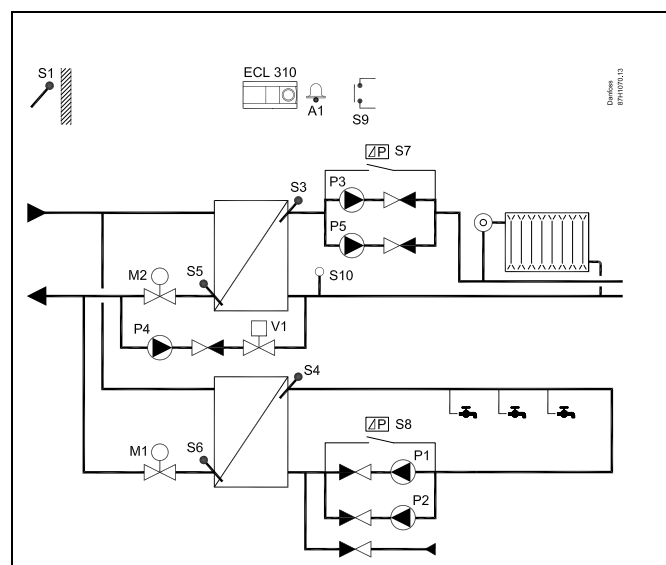 S1
ECL 310
A1
S9
Danfoss
87H1070.13
⊿P S7
P3
S3
P5
M2
S5
S10
P4
V1
S4
⊿P S8
M1
S6
P1
P2